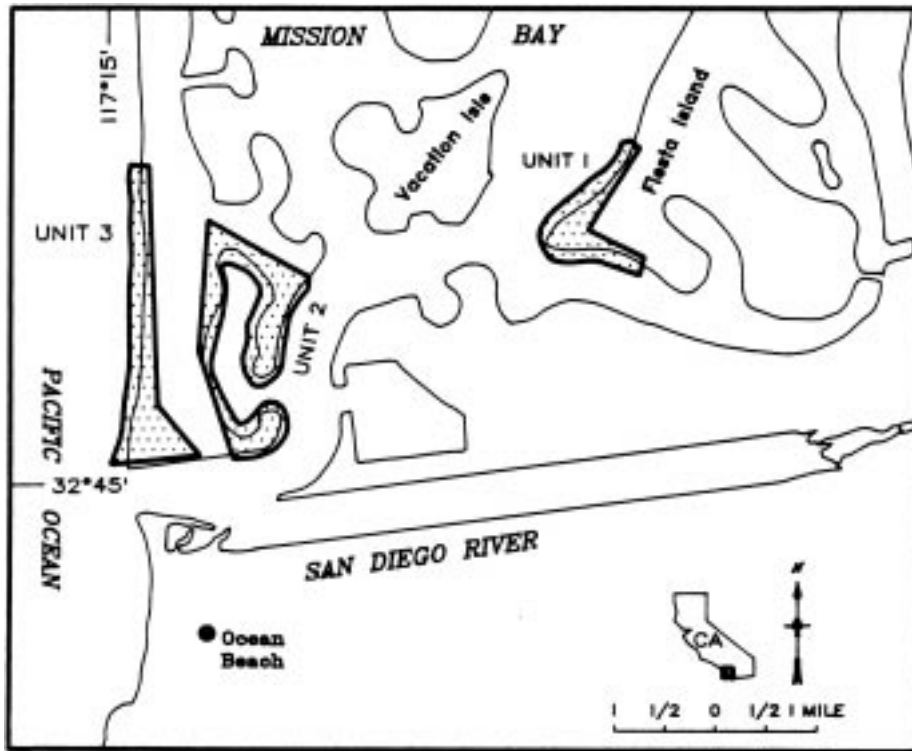 MISSION BAY
117°15'
Vacation Isle
Fiesta Island
UNIT 1
UNIT 3
UNIT 2
PACIFIC OCEAN
32°45'
SAN DIEGO RIVER
Ocean
Beach
CA
N
1 1/2 0 1/2 1 MILE